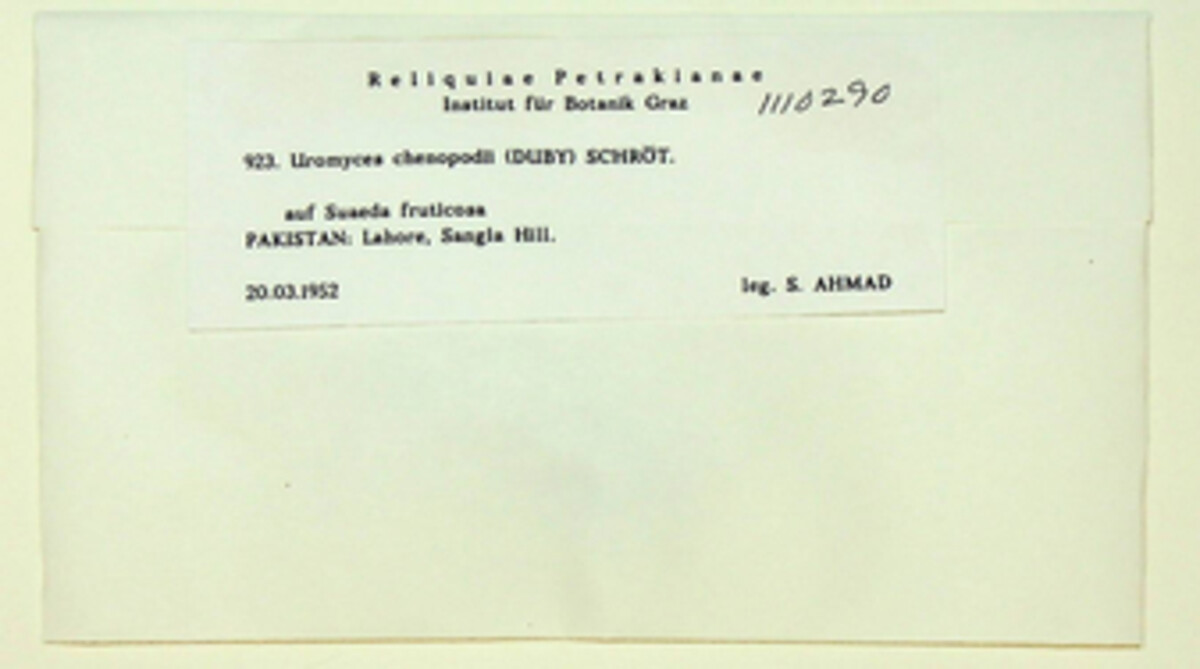 Reliquiae Petrakianae
Institut für Botanik Graz
1110290
923. Uromyces chenopodii (DUBY) SCHRÖT.
auf Suaeda fruticosa
PAKISTAN: Lahore, Sangla Hill.
20.03.1952
leg. S. AHMAD